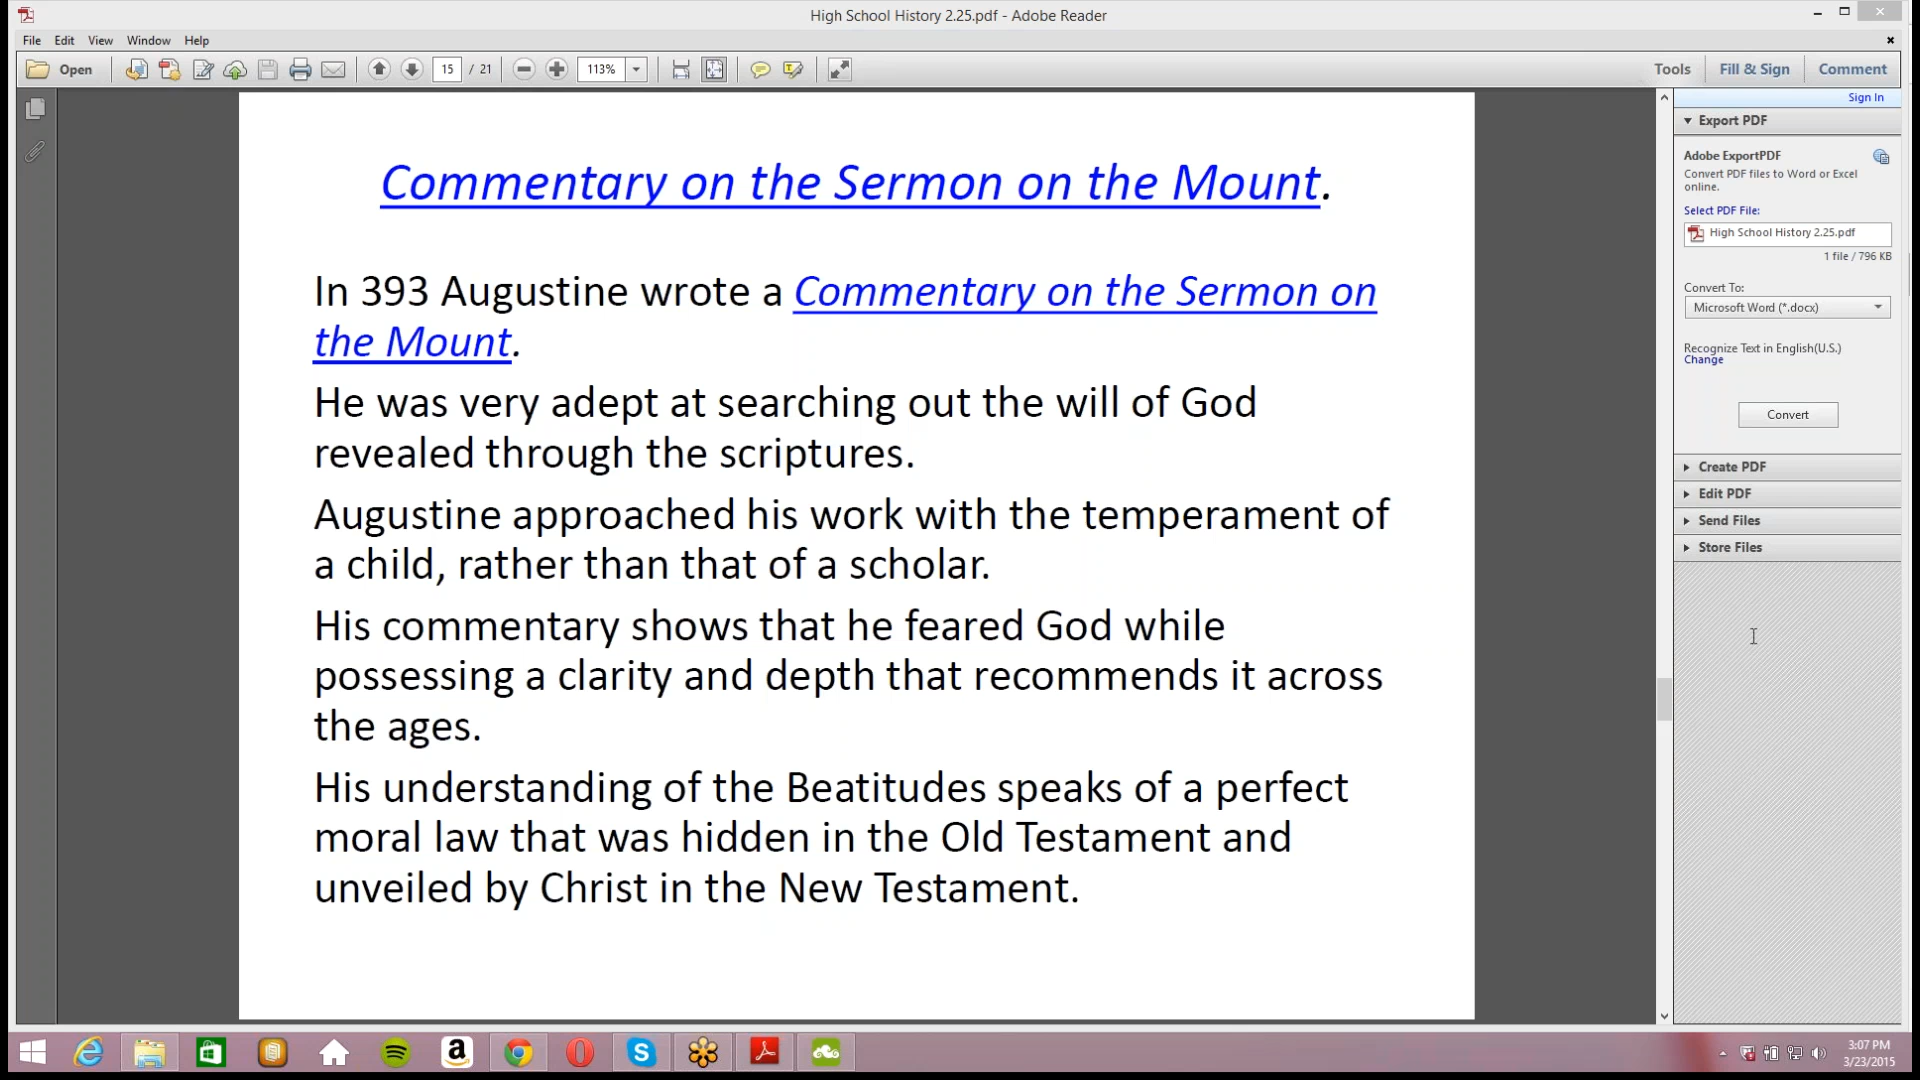 High School History 2.25.pdf - Adobe Reader
File Edit View Window Help
Open 15 / 21 113% Tools Fill & Sign Comment
Sign In
Export PDF
Adobe ExportPDF
Convert PDF files to Word or Excel
online.
Select PDF File:
High School History 2.25.pdf
1 file / 796 KB
Convert To:
Microsoft Word (*.docx)
Recognize Text in English(U.S.)
Change
Convert
Create PDF
Edit PDF
Send Files
Store Files
Commentary on the Sermon on the Mount.
In 393 Augustine wrote a Commentary on the Sermon on
the Mount.
He was very adept at searching out the will of God
revealed through the scriptures.
Augustine approached his work with the temperament of
a child, rather than that of a scholar.
His commentary shows that he feared God while
possessing a clarity and depth that recommends it across
the ages.
His understanding of the Beatitudes speaks of a perfect
moral law that was hidden in the Old Testament and
unveiled by Christ in the New Testament.
3:07 PM
3/23/2015